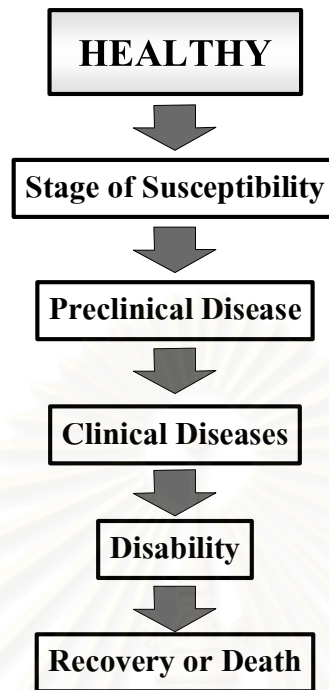 HEALTHY
Stage of Susceptibility
Preclinical Disease
Clinical Diseases
Disability
Recovery or Death